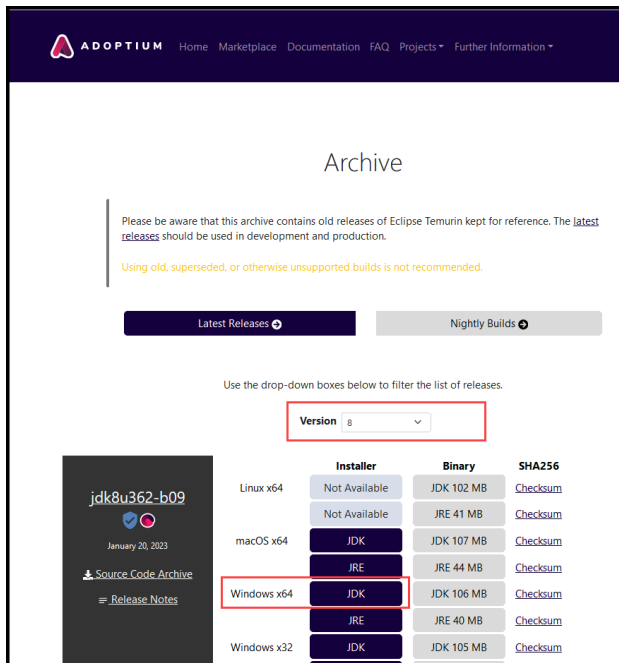 ADOPTIUM Home Marketplace Documentation FAQ Projects Further Information
Archive
Please be aware that this archive contains old releases of Eclipse Temurin kept for reference. The latest
releases should be used in development and production.
Using old, superseded, or otherwise unsupported builds is not recommended.
Latest Releases Nightly Builds
Use the drop-down boxes below to filter the list of releases.
Version 8
Installer Binary SHA256
jdk8u362-b09
January 20, 2023
Source Code Archive
Release Notes
Linux x64 Not Available JDK 102 MB Checksum
Not Available JRE 41 MB Checksum
macOS x64 JDK JDK 107 MB Checksum
JRE JRE 44 MB Checksum
Windows x64 JDK JDK 106 MB Checksum
JRE JRE 40 MB Checksum
Windows x32 JDK JDK 105 MB Checksum